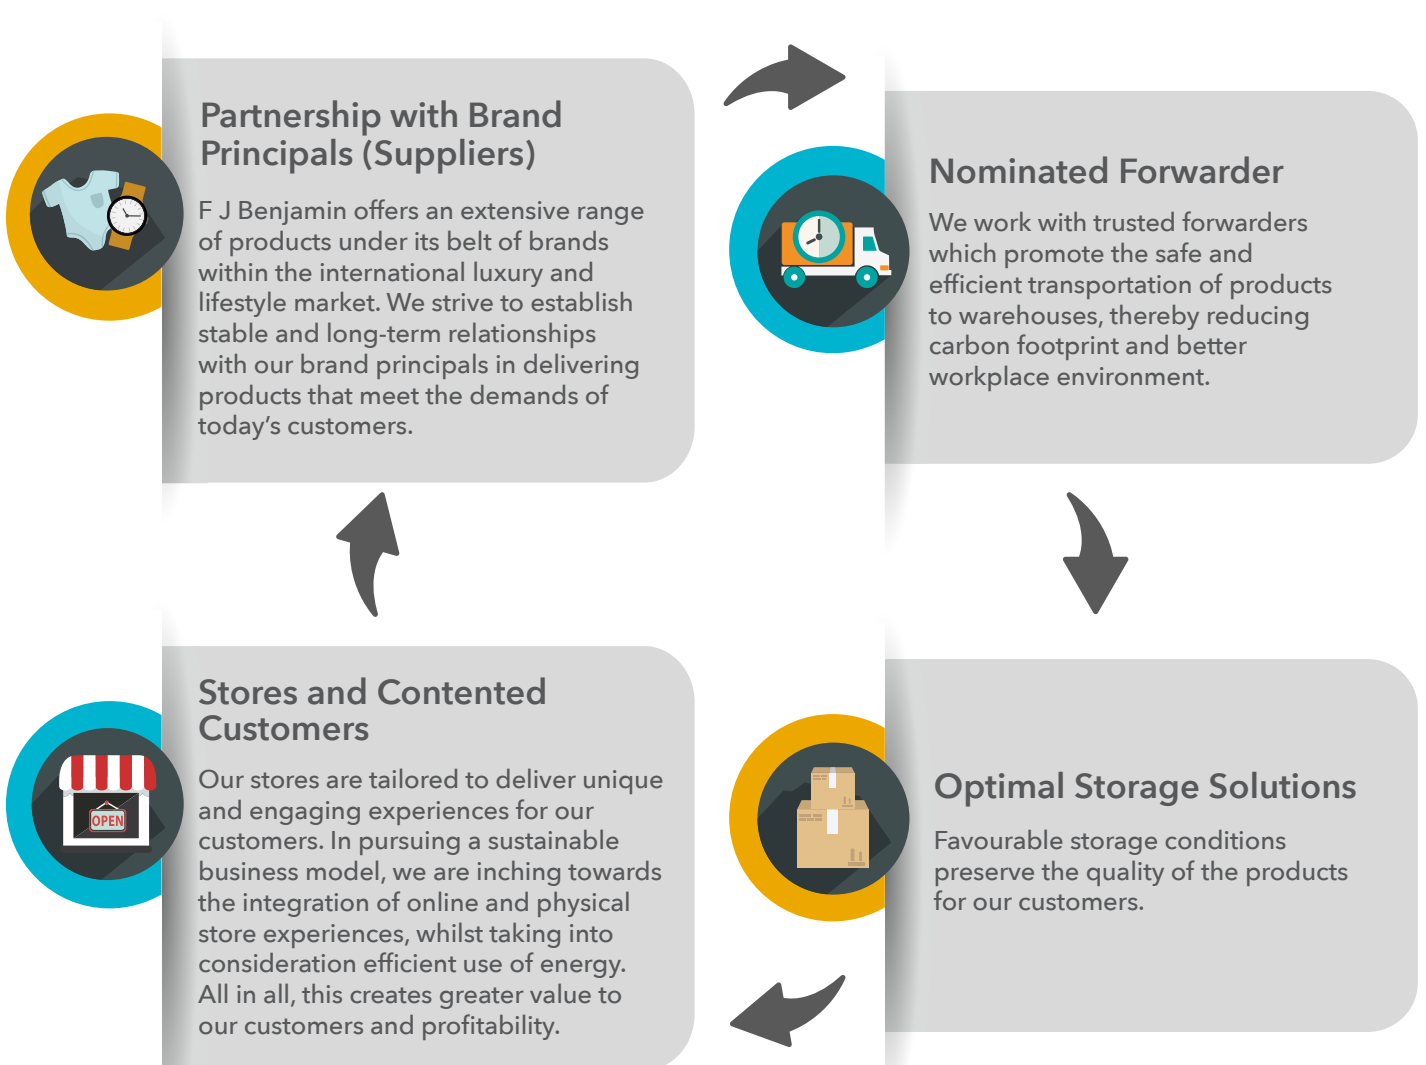 Partnership with Brand
Principals (Suppliers)
F J Benjamin offers an extensive range
of products under its belt of brands
within the international luxury and
lifestyle market. We strive to establish
stable and long-term relationships
with our brand principals in delivering
products that meet the demands of
today’s customers.
Nominated Forwarder
We work with trusted forwarders
which promote the safe and
efficient transportation of products
to warehouses, thereby reducing
carbon footprint and better
workplace environment.
Optimal Storage Solutions
Favourable storage conditions
preserve the quality of the products
for our customers.
Stores and Contented
Customers
Our stores are tailored to deliver unique
and engaging experiences for our
customers. In pursuing a sustainable
business model, we are inching towards
the integration of online and physical
store experiences, whilst taking into
consideration efficient use of energy.
All in all, this creates greater value to
our customers and profitability.
OPEN